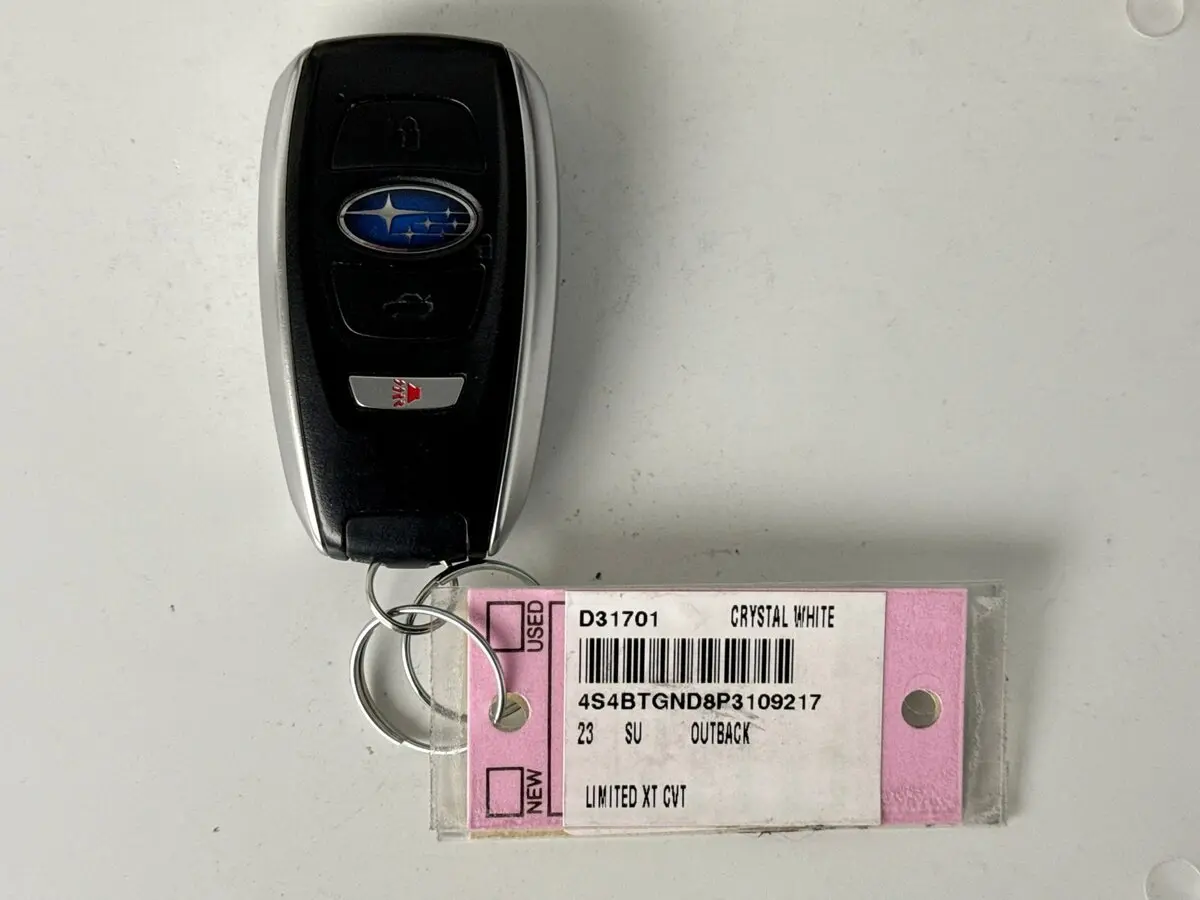 D31701 CRYSTAL WHITE
4S4BTGND8P3109217
23 SU OUTBACK
LIMITED XT CVT
USED
NEW